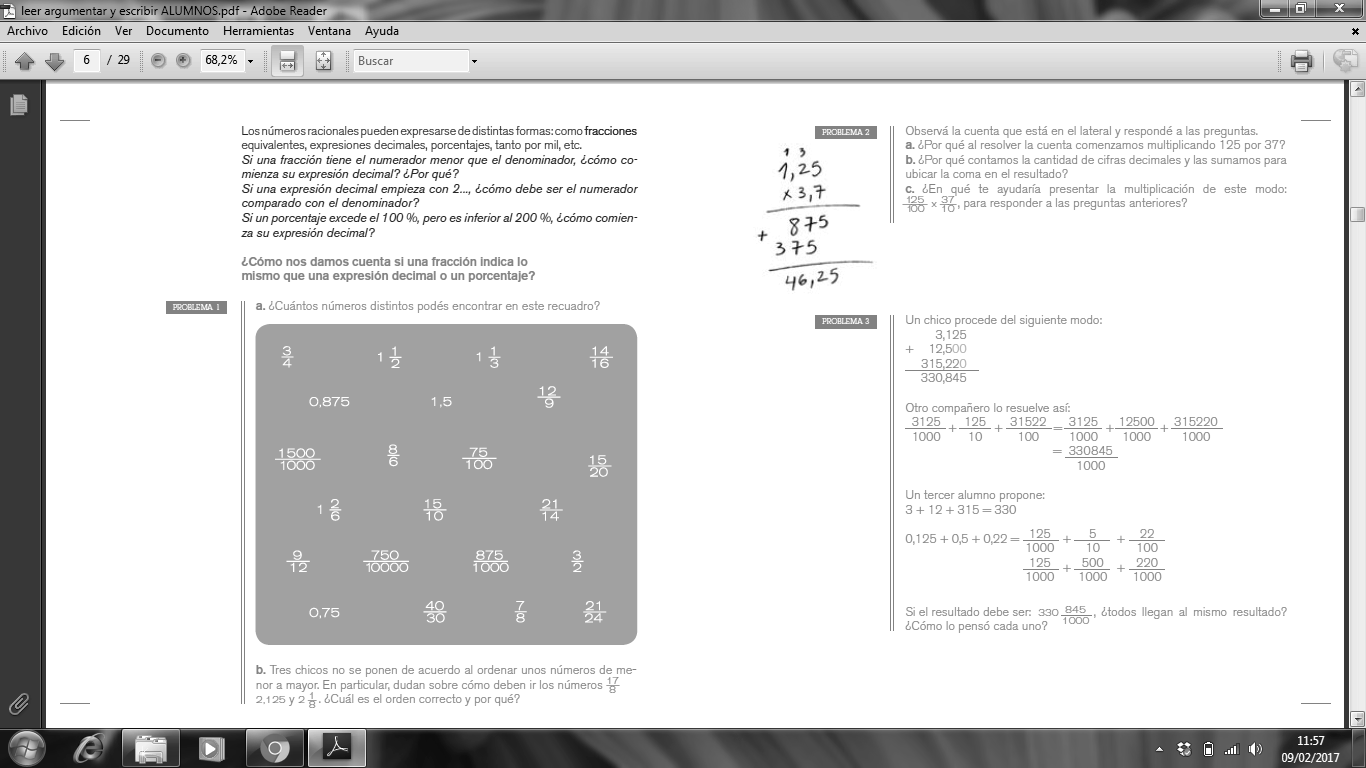 leer argumentar y escribir ALUMNOS.pdf - Adobe Reader
Archivo Edición Ver Documento Herramientas Ventana Ayuda
6 / 29 68,2% Buscar
Los números racionales pueden expresarse de distintas formas: como fracciones
equivalentes, expresiones decimales, porcentajes, tanto por mil, etc.
Si una fracción tiene el numerador menor que el denominador, ¿cómo co-
mienza su expresión decimal? ¿Por qué?
Si una expresión decimal empieza con 2..., ¿cómo debe ser el numerador
comparado con el denominador?
Si un porcentaje excede el 100 %, pero es inferior al 200 %, ¿cómo comien-
za su expresión decimal?
¿Cómo nos damos cuenta si una fracción indica lo
mismo que una expresión decimal o un porcentaje?
PROBLEMA 1
a. ¿Cuántos números distintos podés encontrar en este recuadro?
3/4 1 1/2 1 1/3 14/16
0,875 1,5 12/9
1500/1000 8/6 75/100 15/20
1 2/6 15/10 21/14
9/12 750/10000 875/1000 3/2
0,75 40/30 7/8 21/24
b. Tres chicos no se ponen de acuerdo al ordenar unos números de me-
nor a mayor. En particular, dudan sobre cómo deben ir los números 17/8
2,125 y 2 1/8. ¿Cuál es el orden correcto y por qué?
PROBLEMA 2
1 3
1,25
x 3,7
875
+
375
46,25
Observá la cuenta que está en el lateral y respondé a las preguntas.
a. ¿Por qué al resolver la cuenta comenzamos multiplicando 125 por 37?
b. ¿Por qué contamos la cantidad de cifras decimales y las sumamos para
ubicar la coma en el resultado?
c. ¿En qué te ayudaría presentar la multiplicación de este modo:
125/100 x 37/10, para responder a las preguntas anteriores?
PROBLEMA 3
Un chico procede del siguiente modo:
3,125
+ 12,500
315,220
330,845
Otro compañero lo resuelve así:
3125/1000 + 125/10 + 31522/100 = 3125/1000 + 12500/1000 + 315220/1000
= 330845/1000
Un tercer alumno propone:
3 + 12 + 315 = 330
0,125 + 0,5 + 0,22 = 125/1000 + 5/10 + 22/100
125/1000 + 500/1000 + 220/1000
Si el resultado debe ser: 330 845/1000, ¿todos llegan al mismo resultado?
¿Cómo lo pensó cada uno?
11:57
09/02/2017